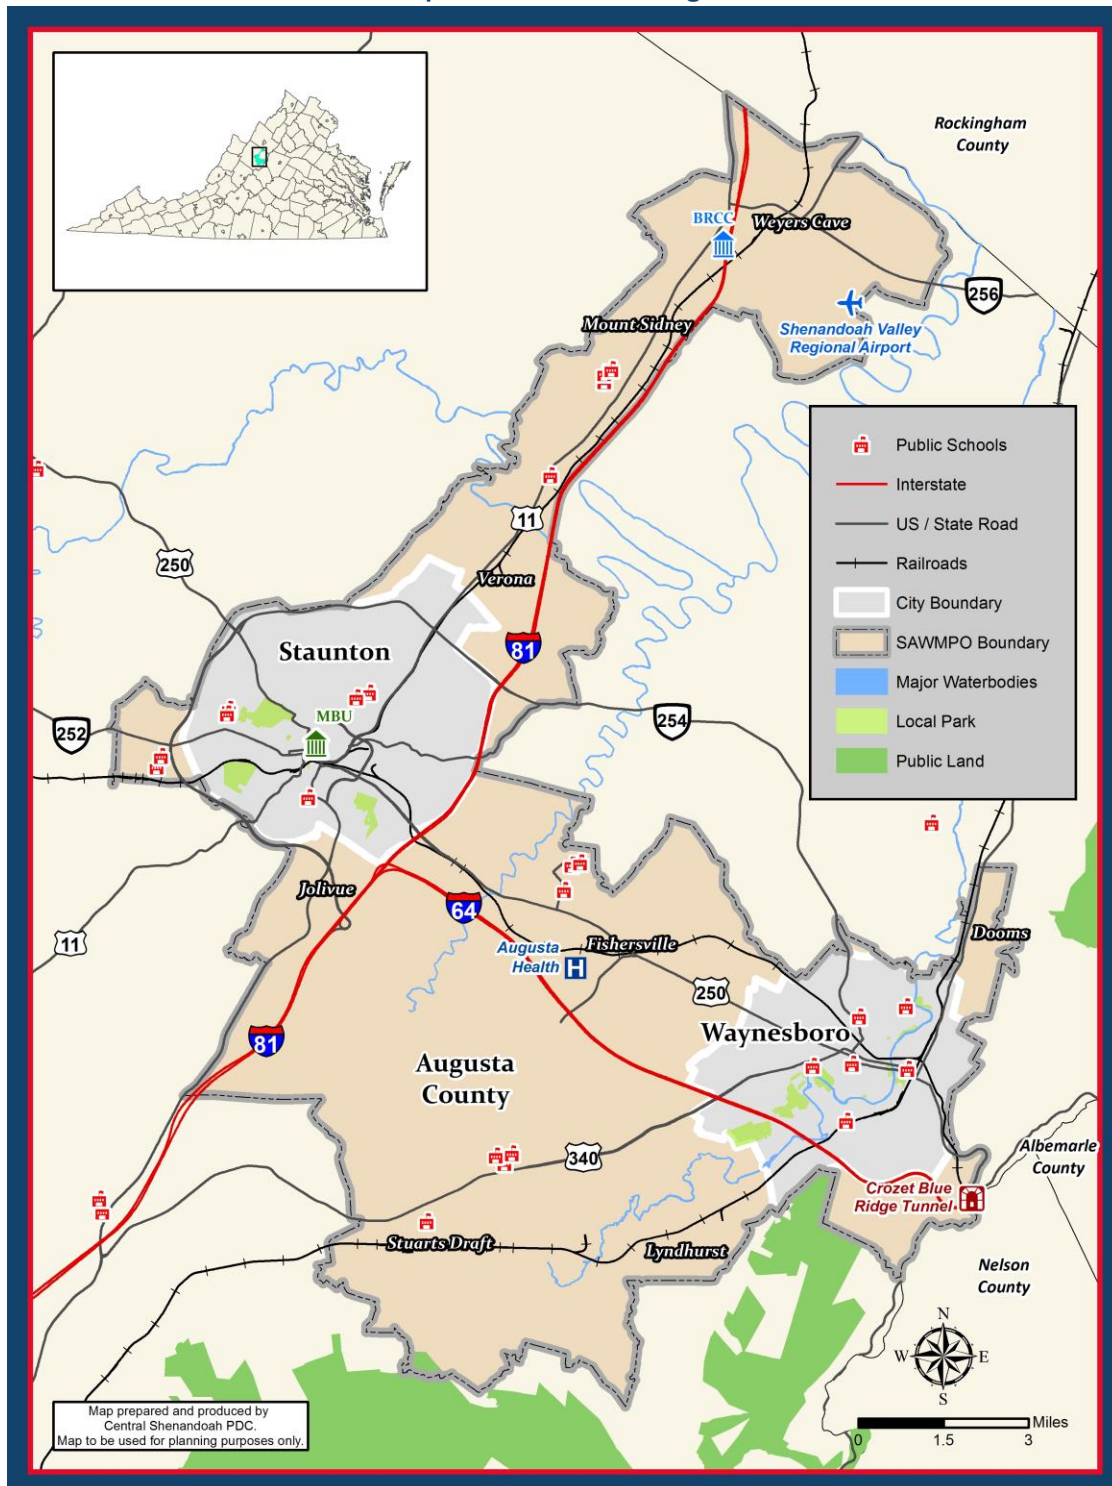 Rockingham
County
BRCC
Weyers Cave
256
Mount Sidney
Shenandoah Valley
Regional Airport
Public Schools
Interstate
US / State Road
Railroads
City Boundary
SAWMPO Boundary
Major Waterbodies
Local Park
Public Land
11
250
Verona
Staunton
81
MBU
252
254
Jolivue
64
11
Dooms
Augusta
Health
H
Fishersville
250
Waynesboro
81
Augusta
County
340
Albemarle
County
Crozet Blue
Ridge Tunnel
Stuarts Draft
Lyndhurst
Nelson
County
N
W
E
S
Map prepared and produced by
Central Shenandoah PDC.
Map to be used for planning purposes only.
Miles
0
1.5
3